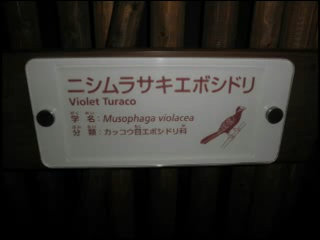 ニシムラサキエボシドリ
Violet Turaco
学名:Musophaga violacea
分類:カッコウ目エボシドリ科